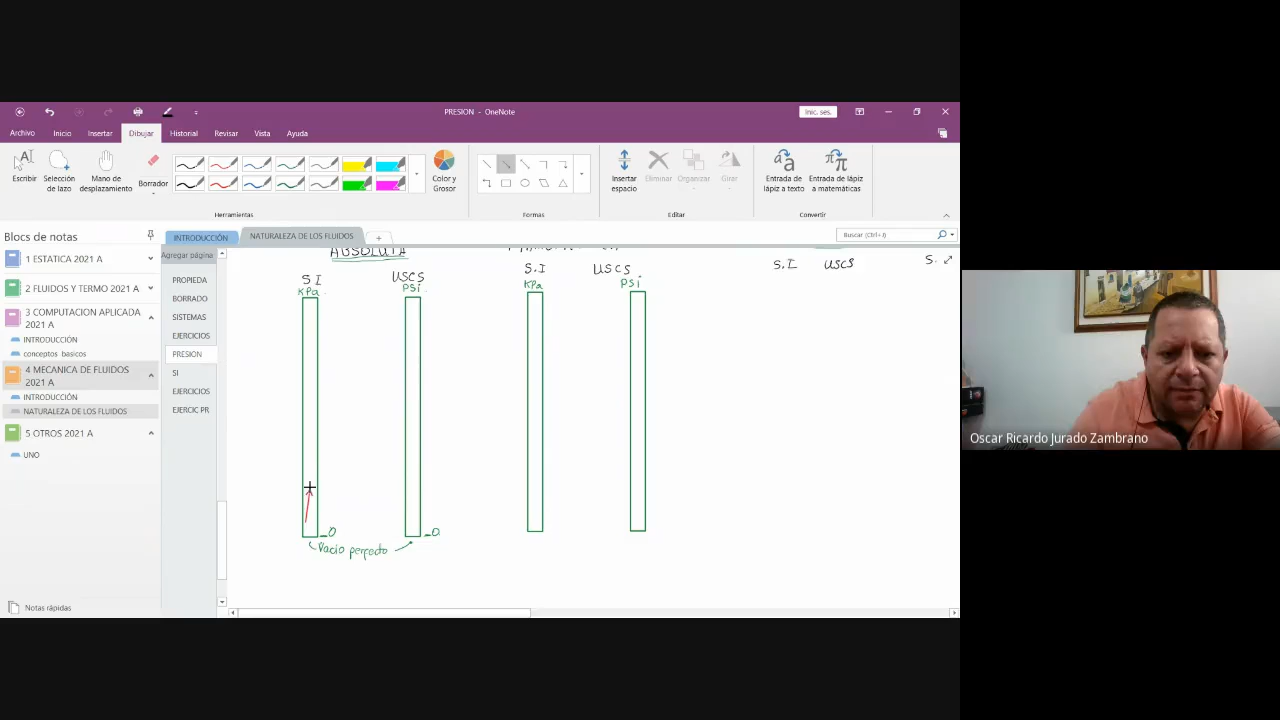 PRESION - OneNote
Inic. ses.
Archivo Inicio Insertar Dibujar Historial Revisar Vista Ayuda
Escribir
Selección de lazo
Mano de desplazamiento
Borrador
Color y Grosor
Insertar espacio
Eliminar
Organizar
Girar
Entrada de lápiz a texto
Entrada de lápiz a matemáticas
Herramientas
Formas
Editar
Convertir
Blocs de notas
INTRODUCCIÓN
NATURALEZA DE LOS FLUIDOS
Buscar (Ctrl+J)
1 ESTATICA 2021 A
2 FLUIDOS Y TERMO 2021 A
3 COMPUTACION APLICADA 2021 A
INTRODUCCIÓN
conceptos basicos
4 MECANICA DE FLUIDOS 2021 A
INTRODUCCIÓN
NATURALEZA DE LOS FLUIDOS
5 OTROS 2021 A
UNO
Notas rápidas
Agregar página
PROPIEDA
BORRADO
SISTEMAS
EJERCICIOS
PRESION
SI
EJERCICIOS
EJERCIC PR
ABSOLUTA
S I USCS
KPa PSi
S.I USCS
KPa PSi
S.I USCS
S.
0
0
Vacio perfecto
Oscar Ricardo Jurado Zambrano